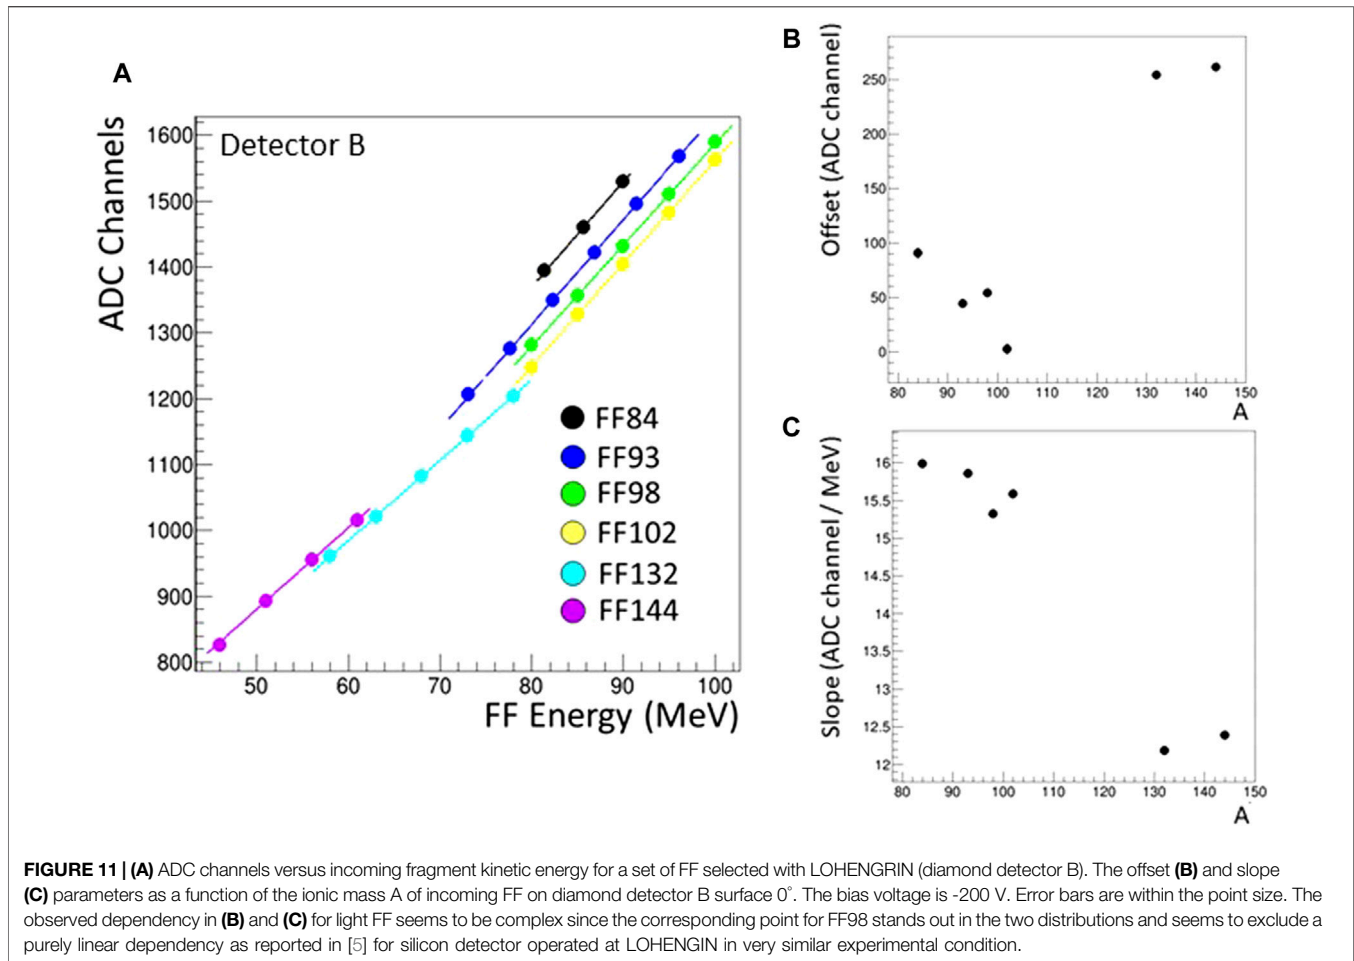 A
ADC Channels
Detector B
1600
1500
1400
1300
1200
1100
1000
900
800
50 60 70 80 90 100
FF Energy (MeV)
FF84
FF93
FF98
FF102
FF132
FF144
B
Offset (ADC channel)
250
200
150
100
50
0
80 90 100 110 120 130 140 150
A
C
Slope (ADC channel / MeV)
16
15.5
15
14.5
14
13.5
13
12.5
12
80 90 100 110 120 130 140 150
A
FIGURE 11 | (A) ADC channels versus incoming fragment kinetic energy for a set of FF selected with LOHENGRIN (diamond detector B). The offset (B) and slope
(C) parameters as a function of the ionic mass A of incoming FF on diamond detector B surface 0°. The bias voltage is -200 V. Error bars are within the point size. The
observed dependency in (B) and (C) for light FF seems to be complex since the corresponding point for FF98 stands out in the two distributions and seems to exclude a
purely linear dependency as reported in [5] for silicon detector operated at LOHENGIN in very similar experimental condition.